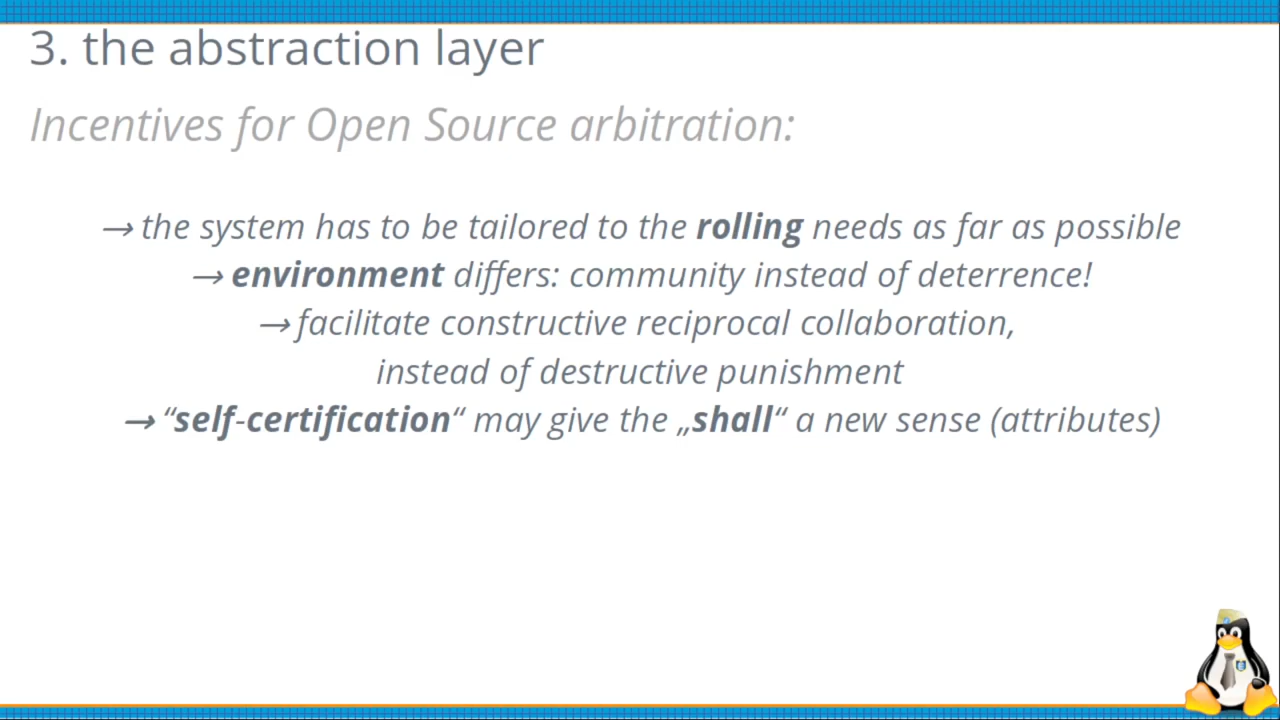 3. the abstraction layer
Incentives for Open Source arbitration:
→ the system has to be tailored to the rolling needs as far as possible
→ environment differs: community instead of deterrence!
→ facilitate constructive reciprocal collaboration,
instead of destructive punishment
→ “self-certification“ may give the „shall“ a new sense (attributes)